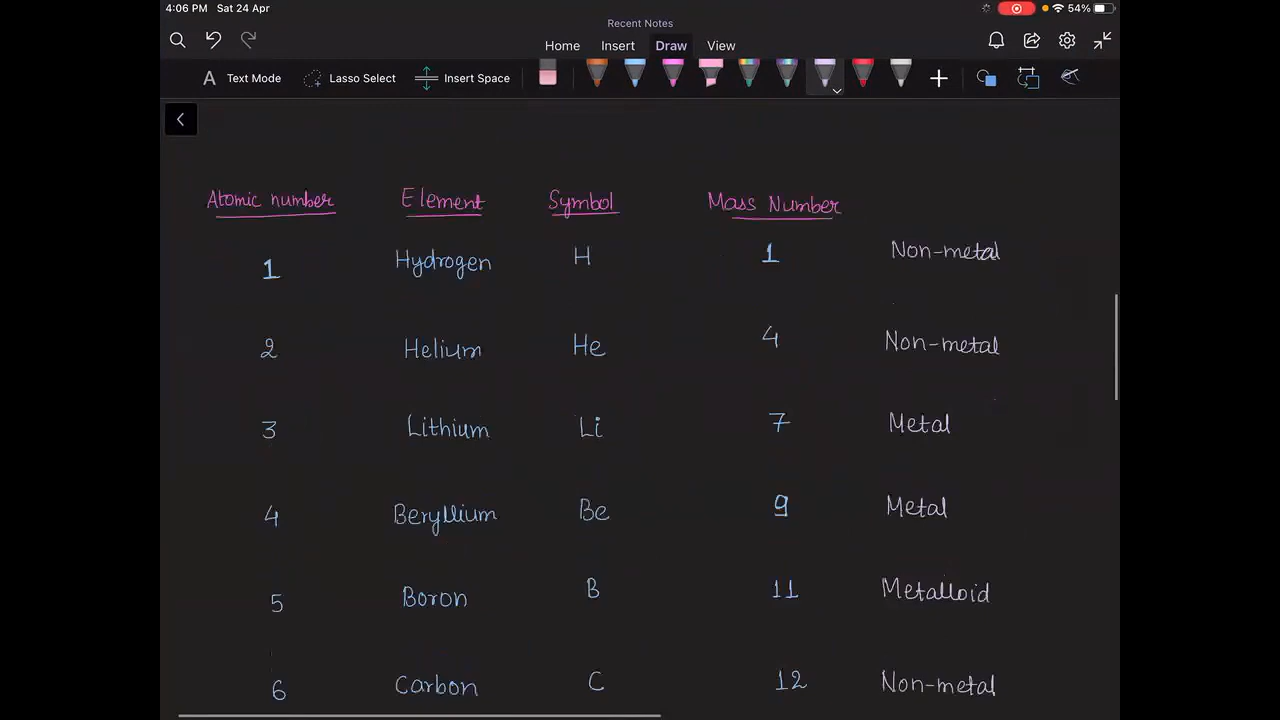 4:06 PM Sat 24 Apr 54%
Recent Notes
Home Insert Draw View
Text Mode Lasso Select Insert Space
Atomic number Element Symbol Mass Number
1 Hydrogen H 1 Non-metal
2 Helium He 4 Non-metal
3 Lithium Li 7 Metal
4 Beryllium Be 9 Metal
5 Boron B 11 Metalloid
6 Carbon C 12 Non-metal